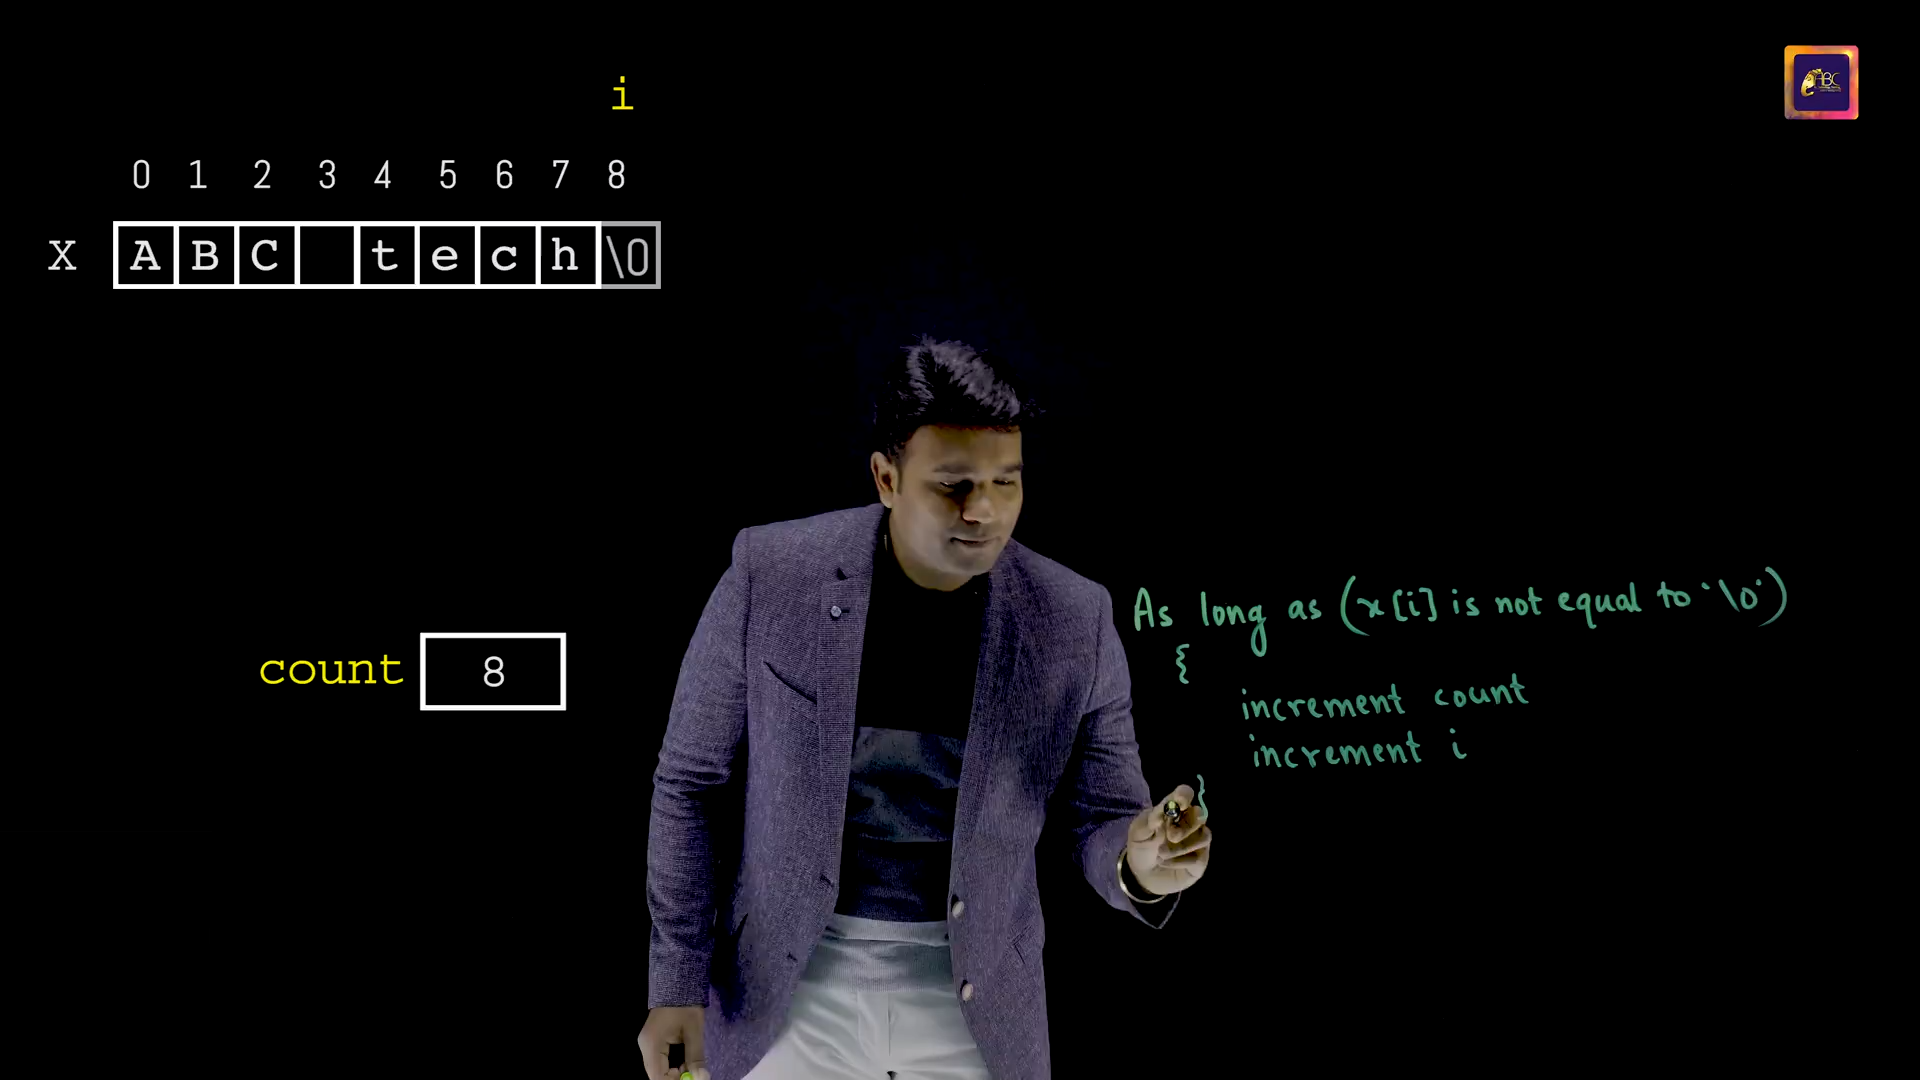 i
0 1 2 3 4 5 6 7 8
X A B C t e c h \0
count 8
As long as (x[i] is not equal to '\0')
{
increment count
increment i
}
ABC